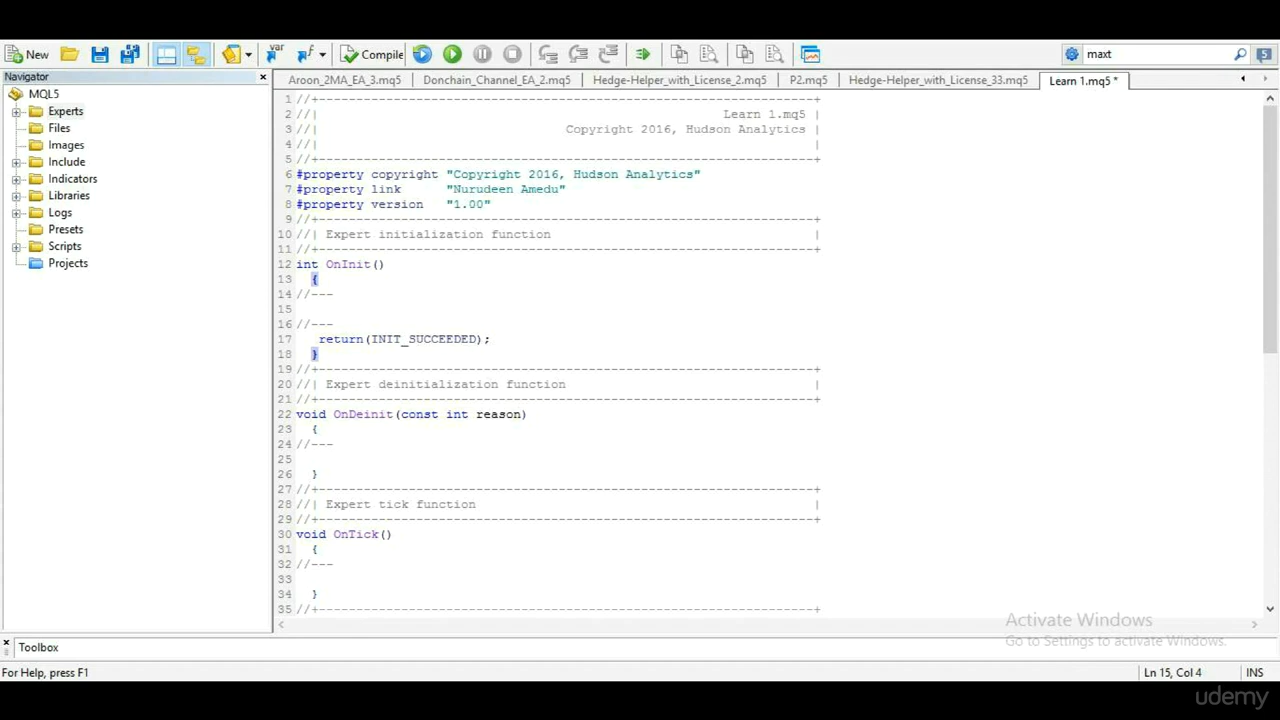 New var f Compile maxt 5
Navigator ×
Aroon_2MA_EA_3.mq5 Donchain_Channel_EA_2.mq5 Hedge-Helper_with_License_2.mq5 P2.mq5 Hedge-Helper_with_License_33.mq5 Learn 1.mq5 *
MQL5
Experts
Files
Images
Include
Indicators
Libraries
Logs
Presets
Scripts
Projects
1 //+------------------------------------------------------------------+
2 //| Learn 1.mq5 |
3 //| Copyright 2016, Hudson Analytics |
4 //| |
5 //+------------------------------------------------------------------+
6 #property copyright "Copyright 2016, Hudson Analytics"
7 #property link "Nurudeen Amedu"
8 #property version "1.00"
9 //+------------------------------------------------------------------+
10 //| Expert initialization function |
11 //+------------------------------------------------------------------+
12 int OnInit()
13 {
14 //---
15
16 //---
17 return(INIT_SUCCEEDED);
18 }
19 //+------------------------------------------------------------------+
20 //| Expert deinitialization function |
21 //+------------------------------------------------------------------+
22 void OnDeinit(const int reason)
23 {
24 //---
25
26 }
27 //+------------------------------------------------------------------+
28 //| Expert tick function |
29 //+------------------------------------------------------------------+
30 void OnTick()
31 {
32 //---
33
34 }
35 //+------------------------------------------------------------------+
Activate Windows
Go to Settings to activate Windows.
Toolbox
For Help, press F1 Ln 15, Col 4 INS
udemy